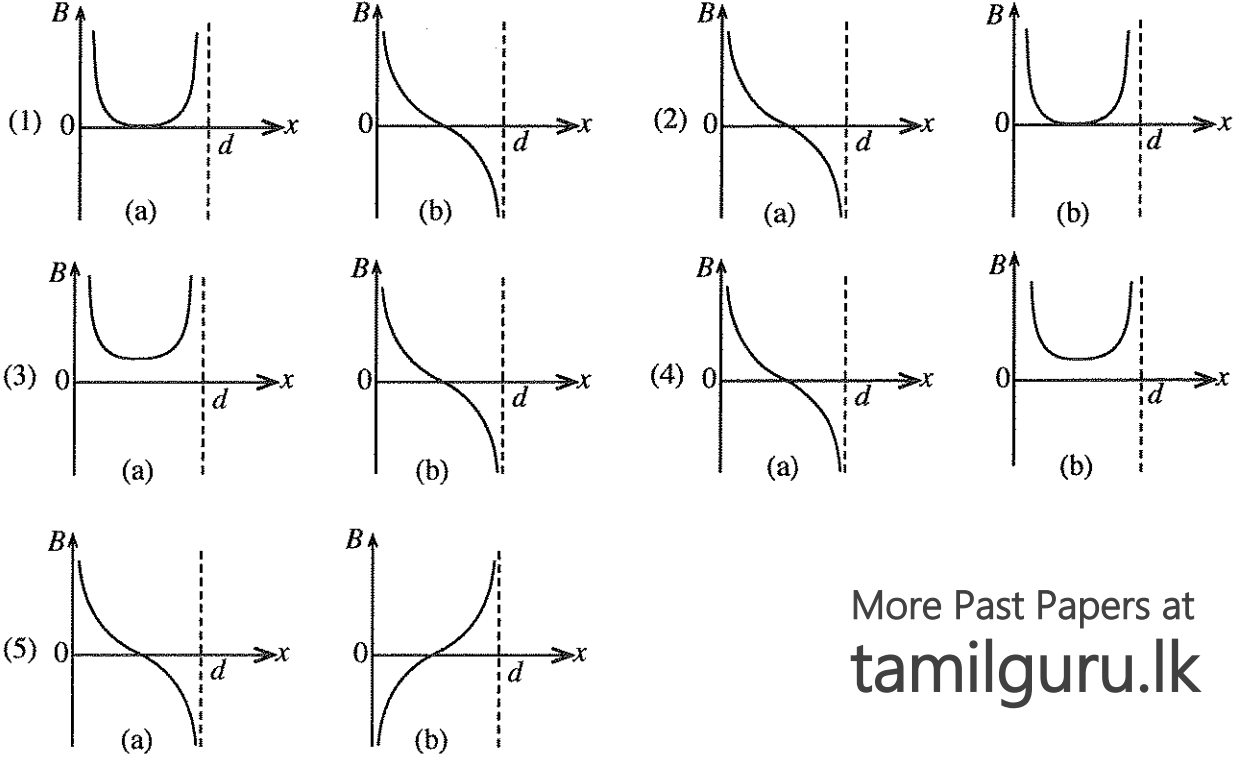 B B B B
(1) 0 x d 0 x d (2) 0 x d 0 x d
(a) (b) (a) (b)
B B B B
(3) 0 x d 0 x d (4) 0 x d 0 x d
(a) (b) (a) (b)
B B
(5) 0 x d 0 x d
(a) (b)
More Past Papers at
tamilguru.lk